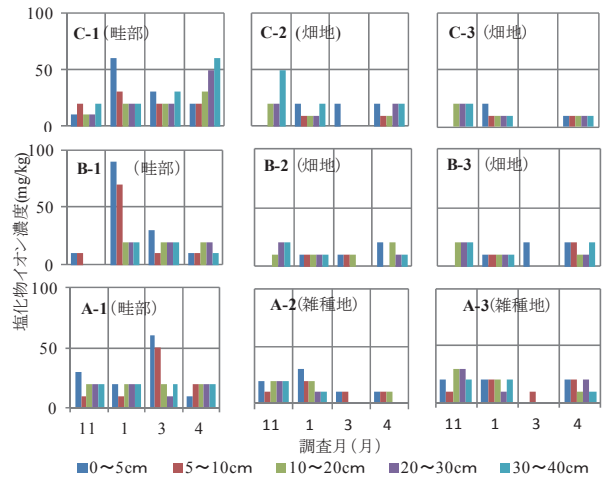 塩化物イオン濃度(mg/kg)
100
50
0
C-1(畦部)
C-2 (畑地)
C-3 (畑地)
100
50
0
B-1 (畦部)
B-2 (畑地)
B-3 (畑地)
100
50
0
A-1(畦部)
A-2(雑種地)
A-3(雑種地)
11 1 3 4
11 1 3 4
11 1 3 4
調査月(月)
0～5cm 5～10cm 10～20cm 20～30cm 30～40cm